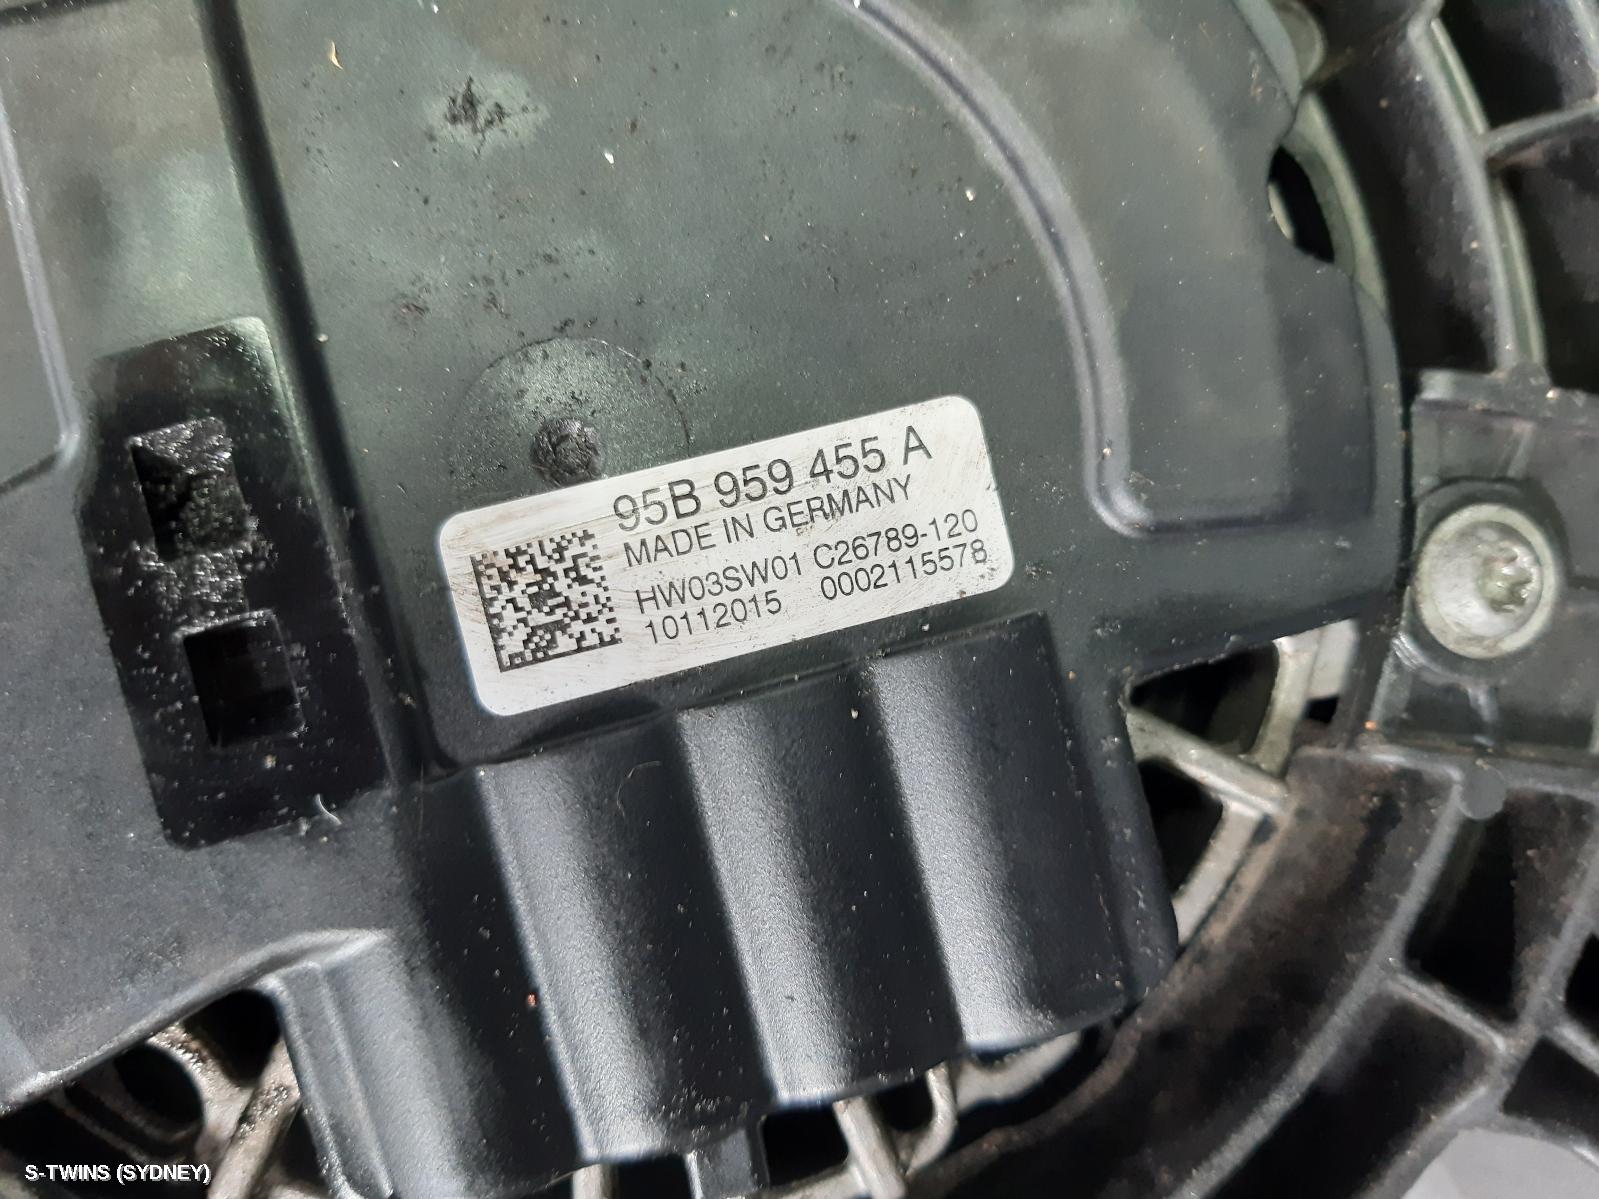 95B 959 455 A
MADE IN GERMANY
HW03SW01 C26789-120
10112015 0002115578
S-TWINS (SYDNEY)